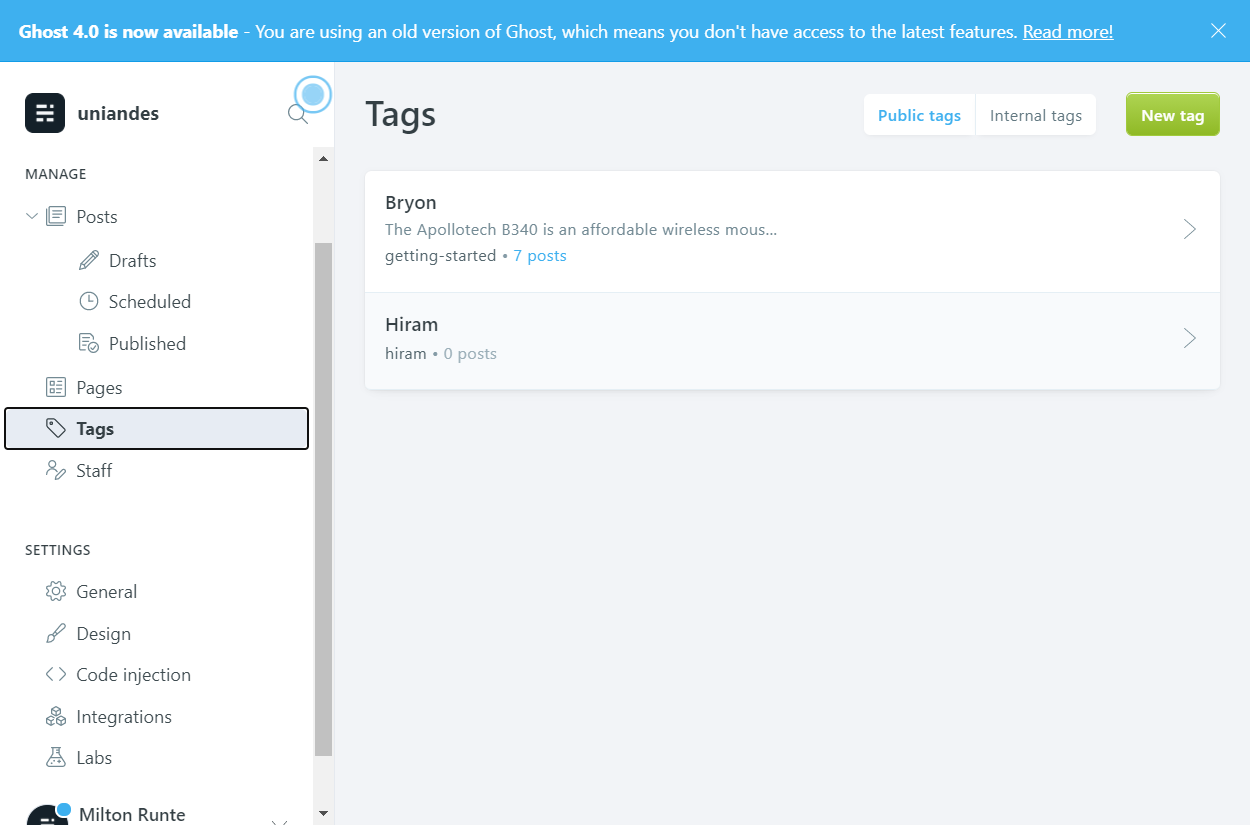 Ghost 4.0 is now available - You are using an old version of Ghost, which means you don't have access to the latest features. Read more!
uniandes
MANAGE
Posts
Drafts
Scheduled
Published
Pages
Tags
Staff
SETTINGS
General
Design
Code injection
Integrations
Labs
Milton Runte
Tags
Public tags
Internal tags
New tag
Bryon
The Apollotech B340 is an affordable wireless mous...
getting-started • 7 posts
Hiram
hiram • 0 posts